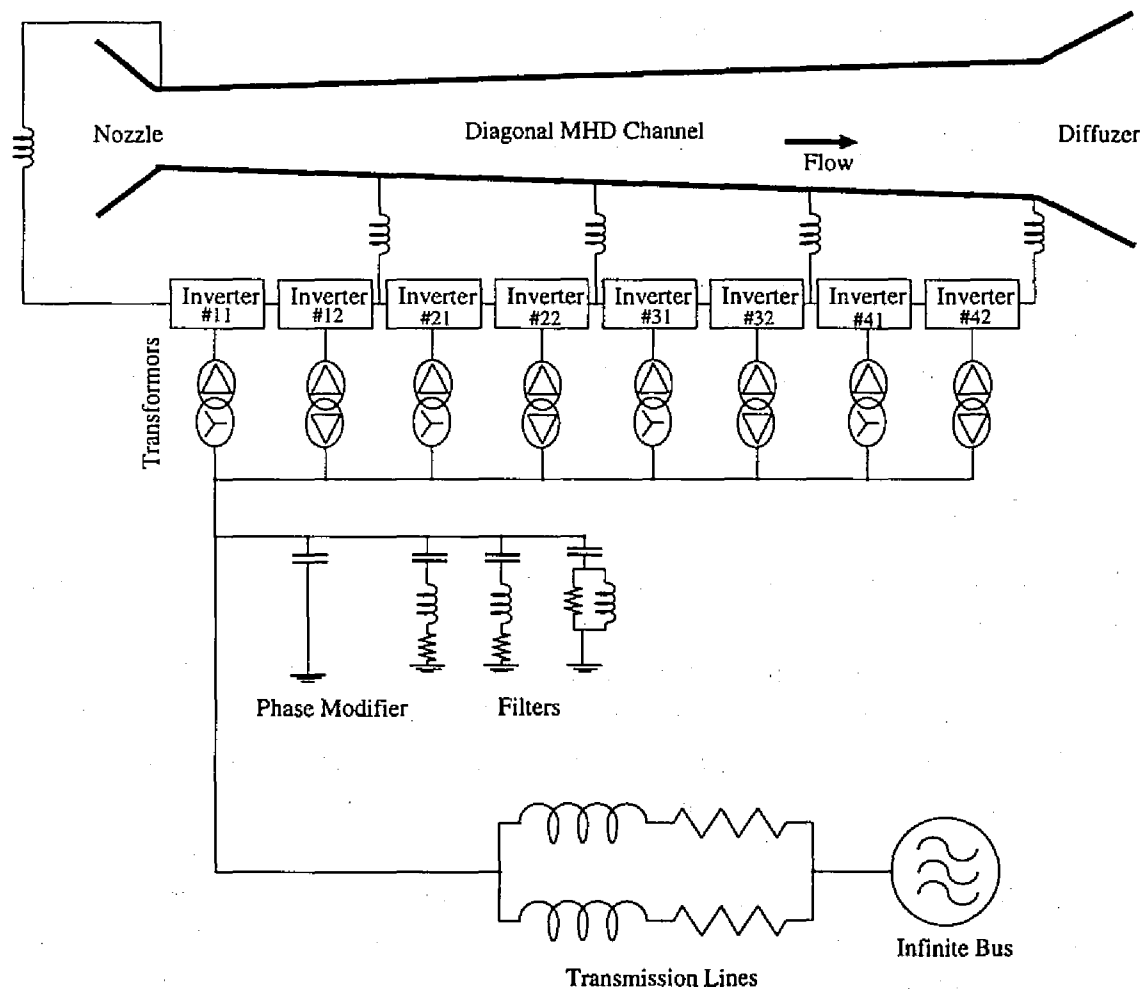 Nozzle
Diagonal MHD Channel
Flow
Diffuzer
Inverter
#11
Inverter
#12
Inverter
#21
Inverter
#22
Inverter
#31
Inverter
#32
Inverter
#41
Inverter
#42
Transformors
Phase Modifier
Filters
Transmission Lines
Infinite Bus